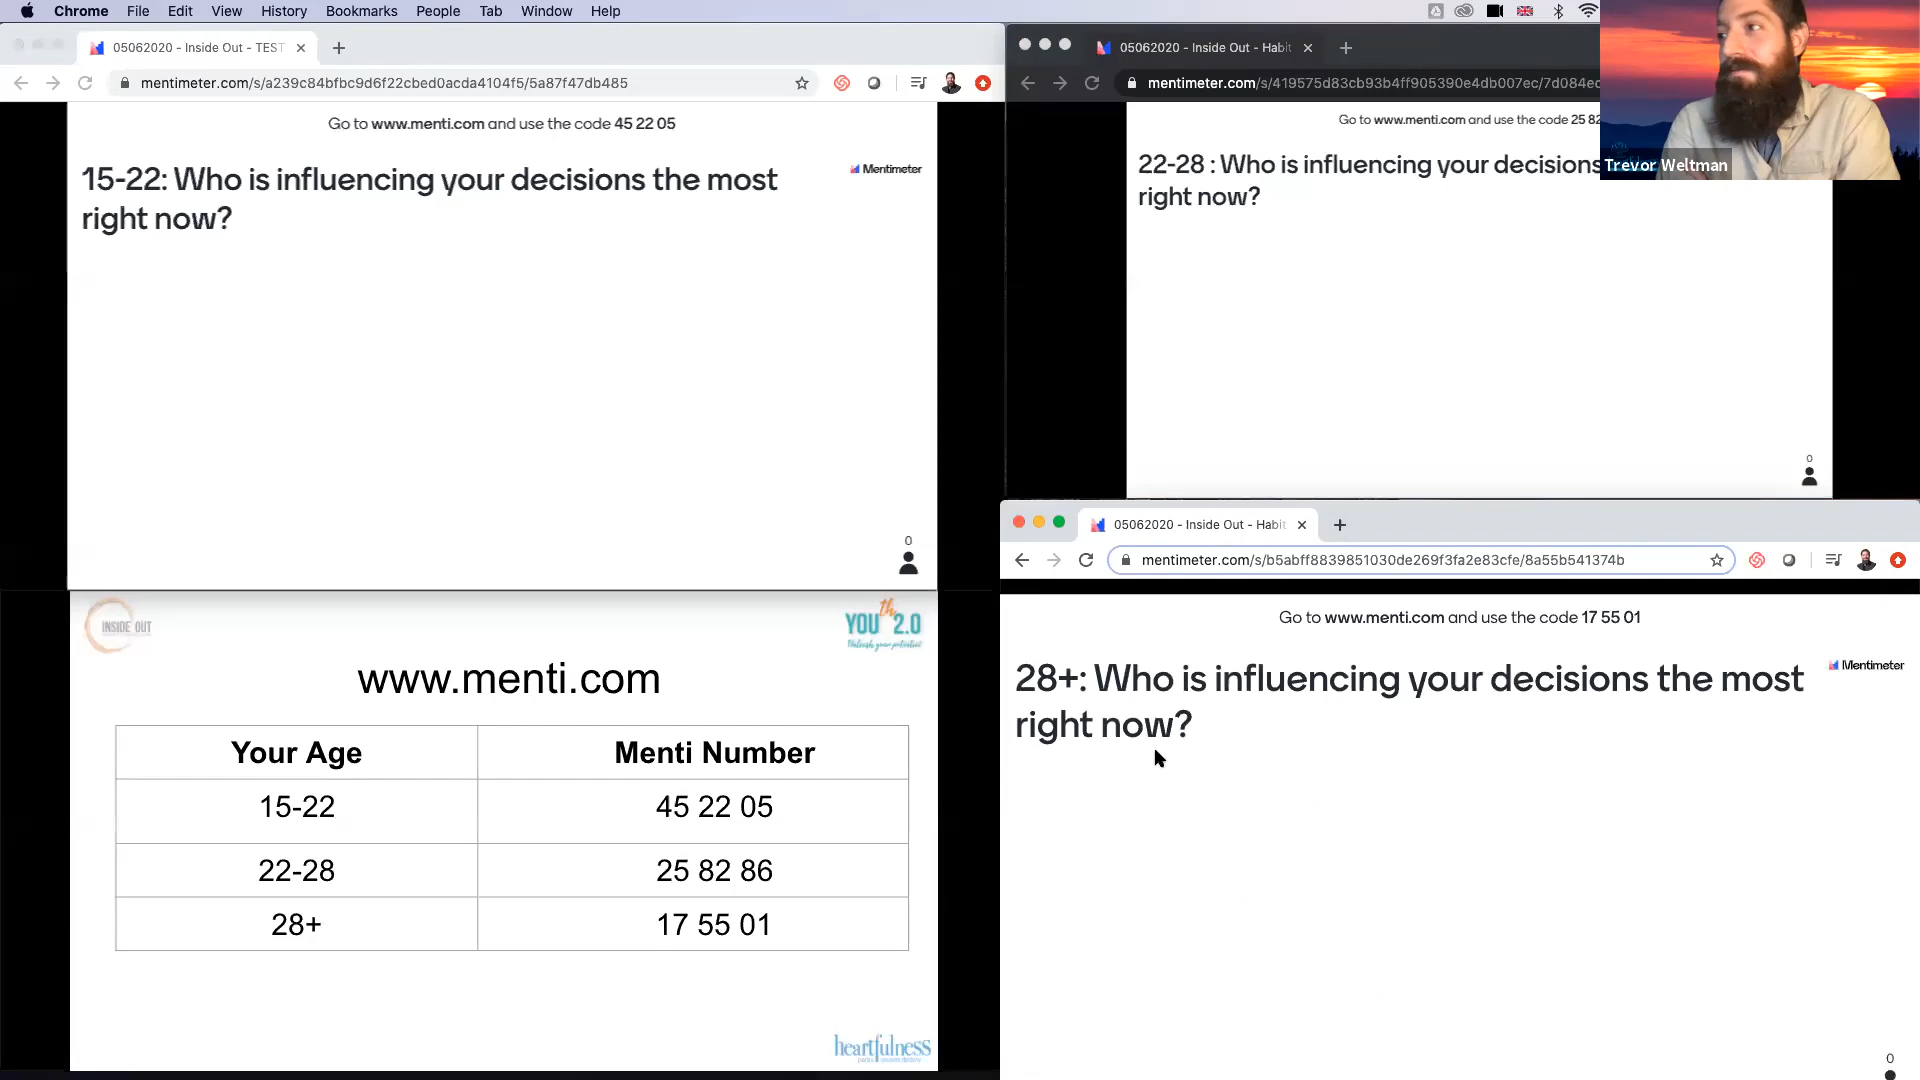 Chrome File Edit View History Bookmarks People Tab Window Help
05062020 - Inside Out - TEST
mentimeter.com/s/a239c84bfbc9d6f22cbed0acda4104f5/5a87f47db485
Go to www.menti.com and use the code 45 22 05
Mentimeter
15-22: Who is influencing your decisions the most
right now?
0
05062020 - Inside Out - Habit
mentimeter.com/s/419575d83cb93b4ff905390e4db007ec/7d084ec
Go to www.menti.com and use the code 25 82
22-28 : Who is influencing your decisions
right now?
Trevor Weltman
0
INSIDE OUT
YOUth 2.0
Unleash your potential
www.menti.com
Your Age Menti Number
15-22 45 22 05
22-28 25 82 86
28+ 17 55 01
heartfulness
05062020 - Inside Out - Habit
mentimeter.com/s/b5abff8839851030de269f3fa2e83cfe/8a55b541374b
Go to www.menti.com and use the code 17 55 01
Mentimeter
28+: Who is influencing your decisions the most
right now?
0